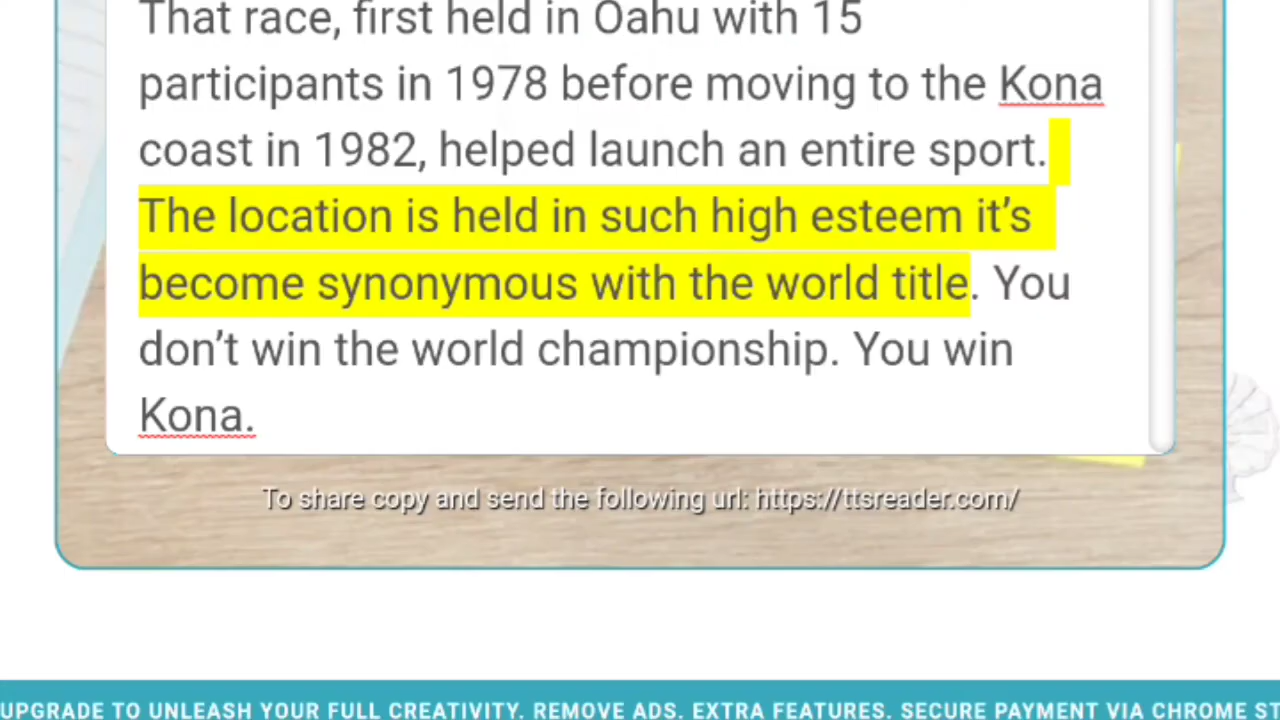 That race, first held in Oahu with 15
participants in 1978 before moving to the Kona
coast in 1982, helped launch an entire sport.
The location is held in such high esteem it’s
become synonymous with the world title. You
don’t win the world championship. You win
Kona.
To share copy and send the following url: https://ttsreader.com/
UPGRADE TO UNLEASH YOUR FULL CREATIVITY. REMOVE ADS. EXTRA FEATURES. SECURE PAYMENT VIA CHROME ST